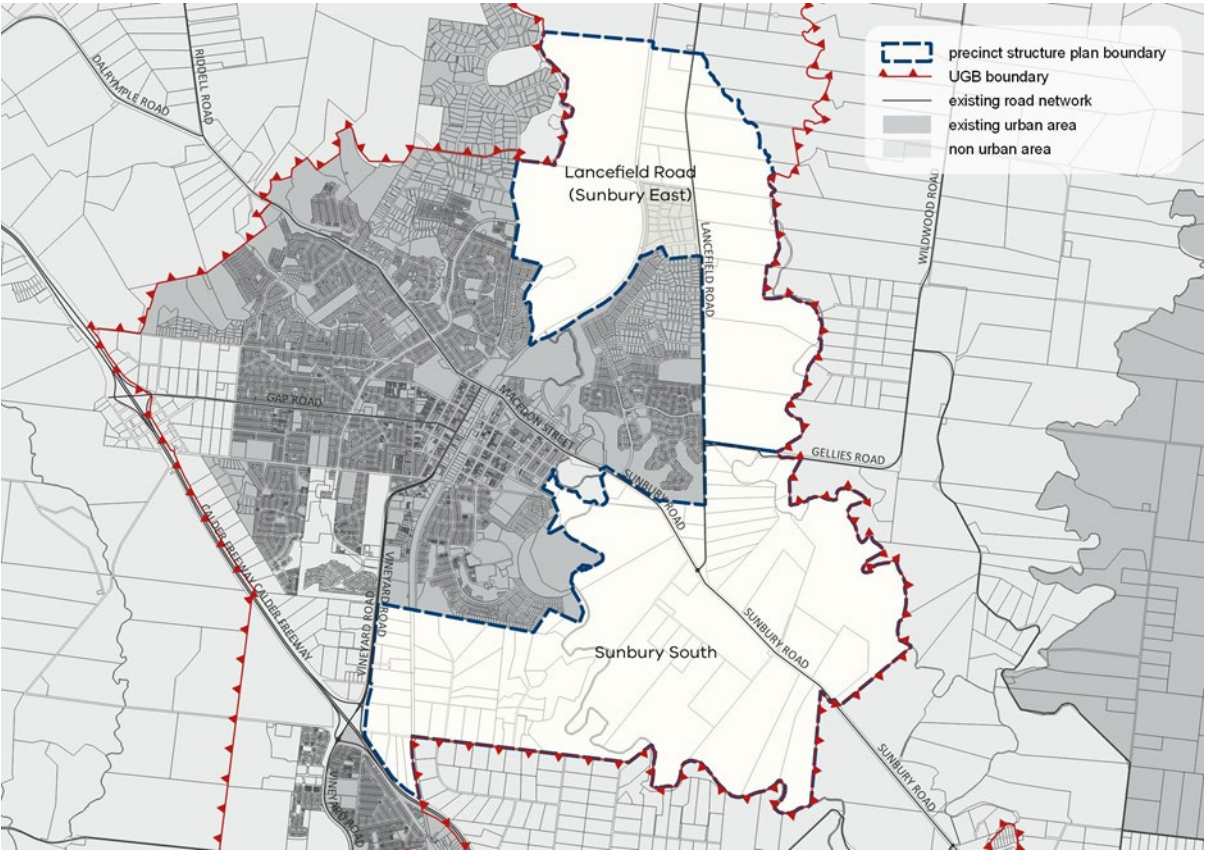 precinct structure plan boundary
UGB boundary
existing road network
existing urban area
non urban area
DALRYMPLE ROAD
RIDDELL ROAD
Lancefield Road
(Sunbury East)
WILDWOOD ROAD
LANCEFIELD ROAD
GAP ROAD
MACEDON STREET
GELLIES ROAD
SUNBURY ROAD
CALDER FREEWAY
CALDER FREEWAY
VINEYARD ROAD
VINEYARD ROAD
SUNBURY ROAD
Sunbury South
SUNBURY ROAD
VINEYARD ROAD